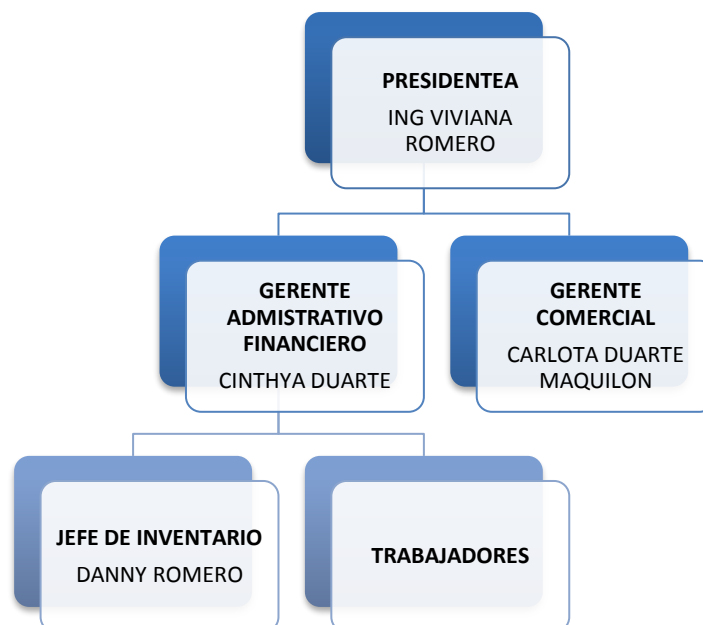 PRESIDENTEA
ING VIVIANA
ROMERO
GERENTE
ADMISTRATIVO
FINANCIERO
CINTHYA DUARTE
GERENTE
COMERCIAL
CARLOTA DUARTE
MAQUILON
JEFE DE INVENTARIO
DANNY ROMERO
TRABAJADORES